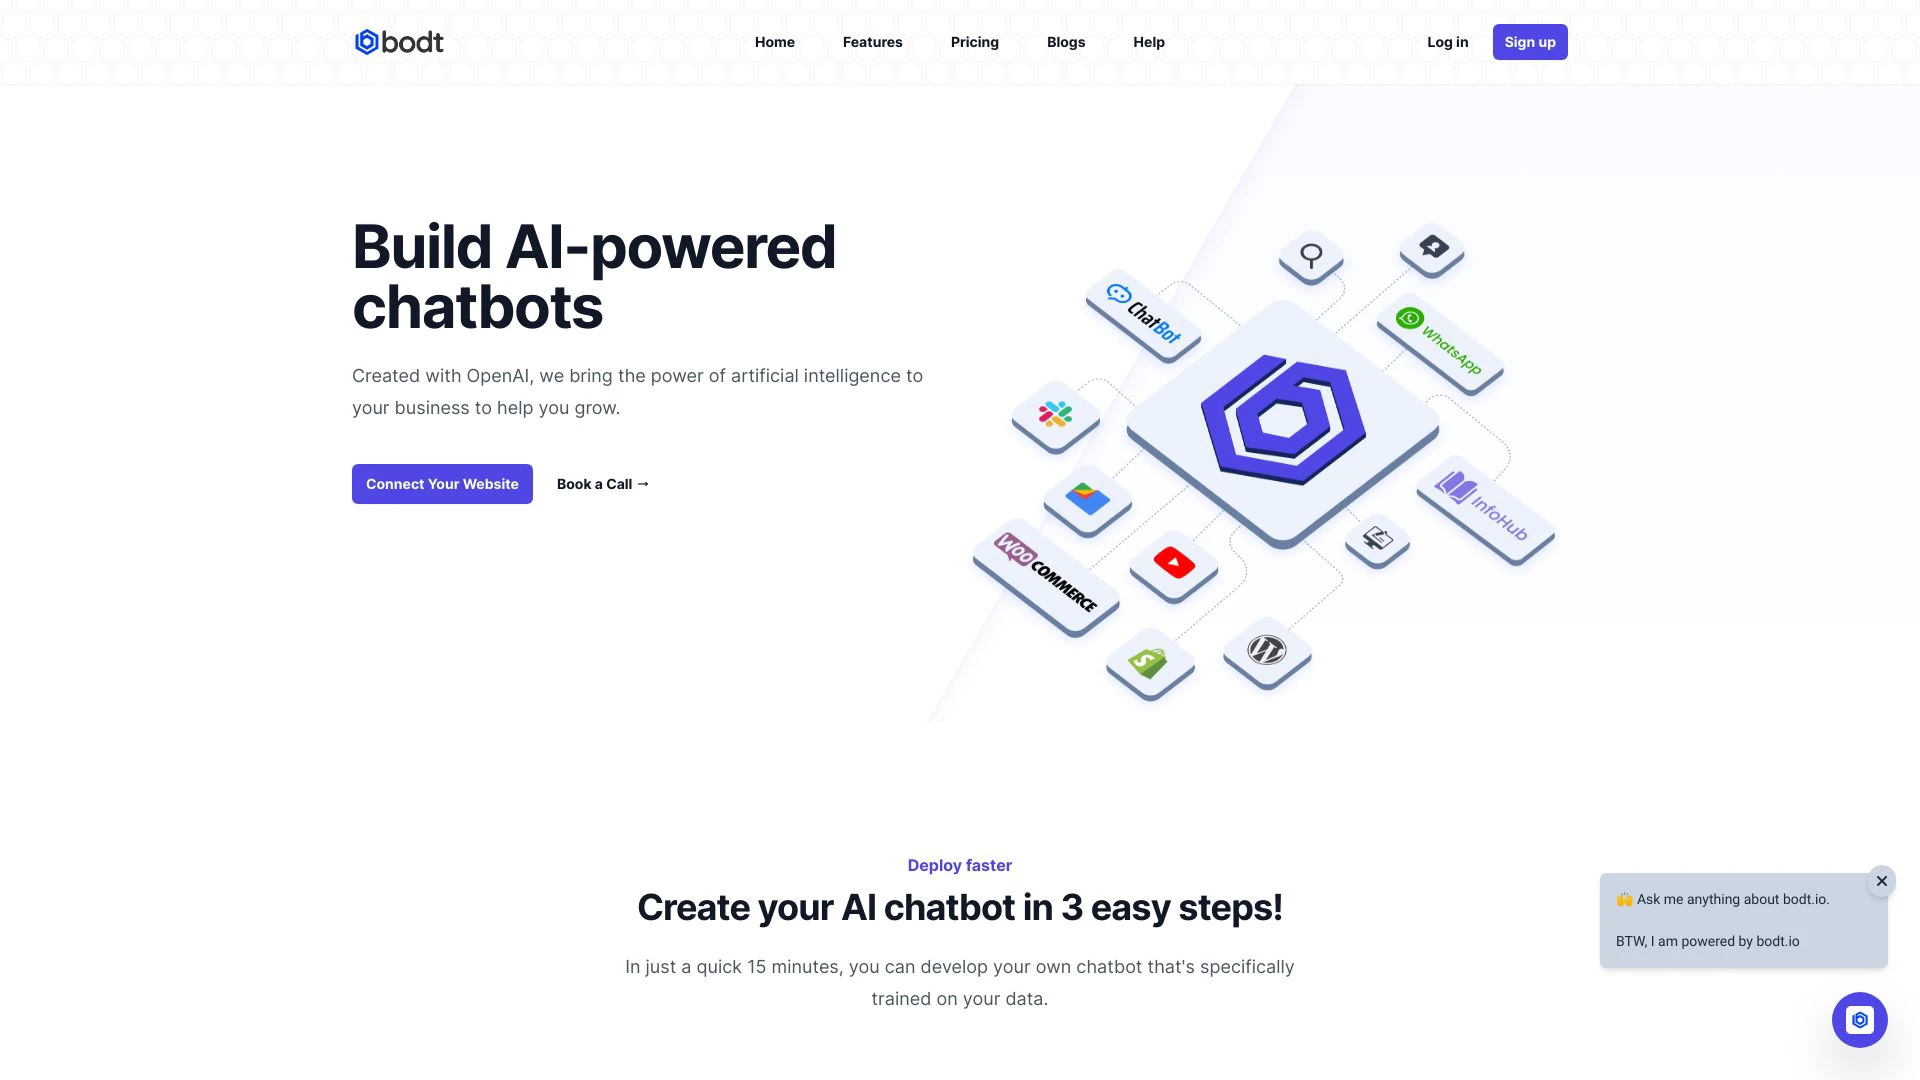 bodt
Home
Features
Pricing
Blogs
Help
Log in
Sign up
Build AI-powered
chatbots
Created with OpenAI, we bring the power of artificial intelligence to
your business to help you grow.
Connect Your Website
Book a Call →
ChatBot
WhatsApp
InfoHub
WOO COMMERCE
Deploy faster
Create your AI chatbot in 3 easy steps!
In just a quick 15 minutes, you can develop your own chatbot that's specifically
trained on your data.
🙌 Ask me anything about bodt.io.
BTW, I am powered by bodt.io